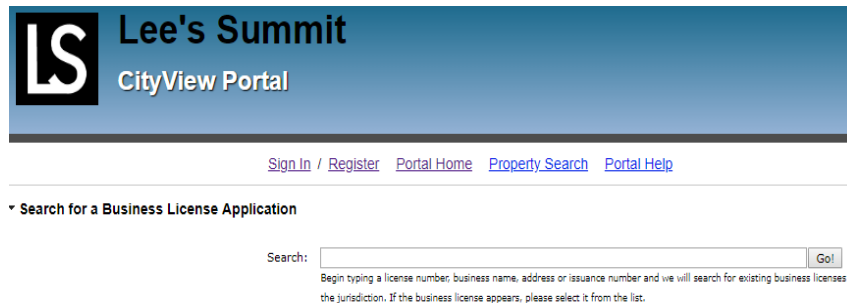 LS
Lee's Summit
CityView Portal
Sign In / Register Portal Home Property Search Portal Help
Search for a Business License Application
Search: Go!
Begin typing a license number, business name, address or issuance number and we will search for existing business licenses
the jurisdiction. If the business license appears, please select it from the list.